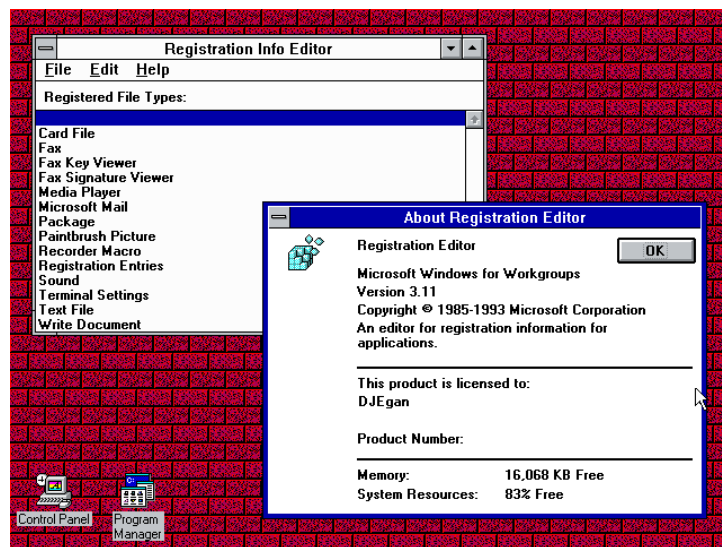 Registration Info Editor
File Edit Help
Registered File Types:
Card File
Fax
Fax Key Viewer
Fax Signature Viewer
Media Player
Microsoft Mail
Package
Paintbrush Picture
Recorder Macro
Registration Entries
Sound
Terminal Settings
Text File
Write Document
About Registration Editor
Registration Editor
OK
Microsoft Windows for Workgroups
Version 3.11
Copyright © 1985-1993 Microsoft Corporation
An editor for registration information for
applications.
This product is licensed to:
DJEgan
Product Number:
Memory: 16,068 KB Free
System Resources: 83% Free
C:
Control Panel
Program
Manager